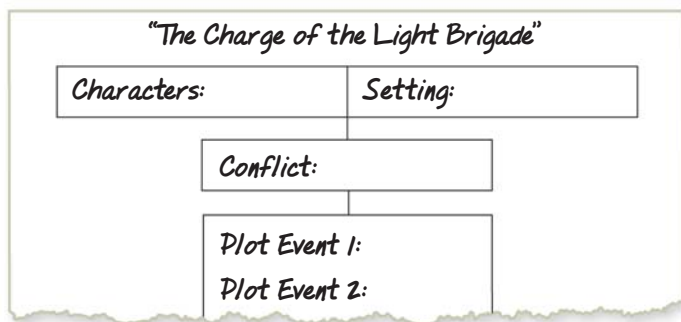 “The Charge of the Light Brigade”
Characters: Setting:
Conflict:
Plot Event 1:
Plot Event 2: